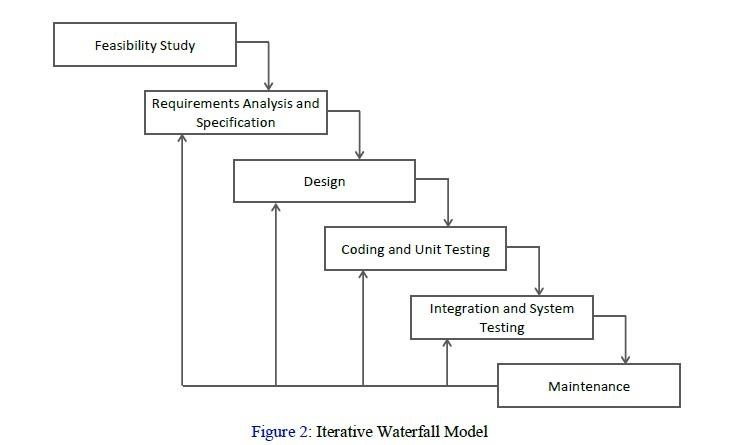 Feasibility Study
Requirements Analysis and
Specification
Design
Coding and Unit Testing
Integration and System
Testing
Maintenance
Figure 2: Iterative Waterfall Model